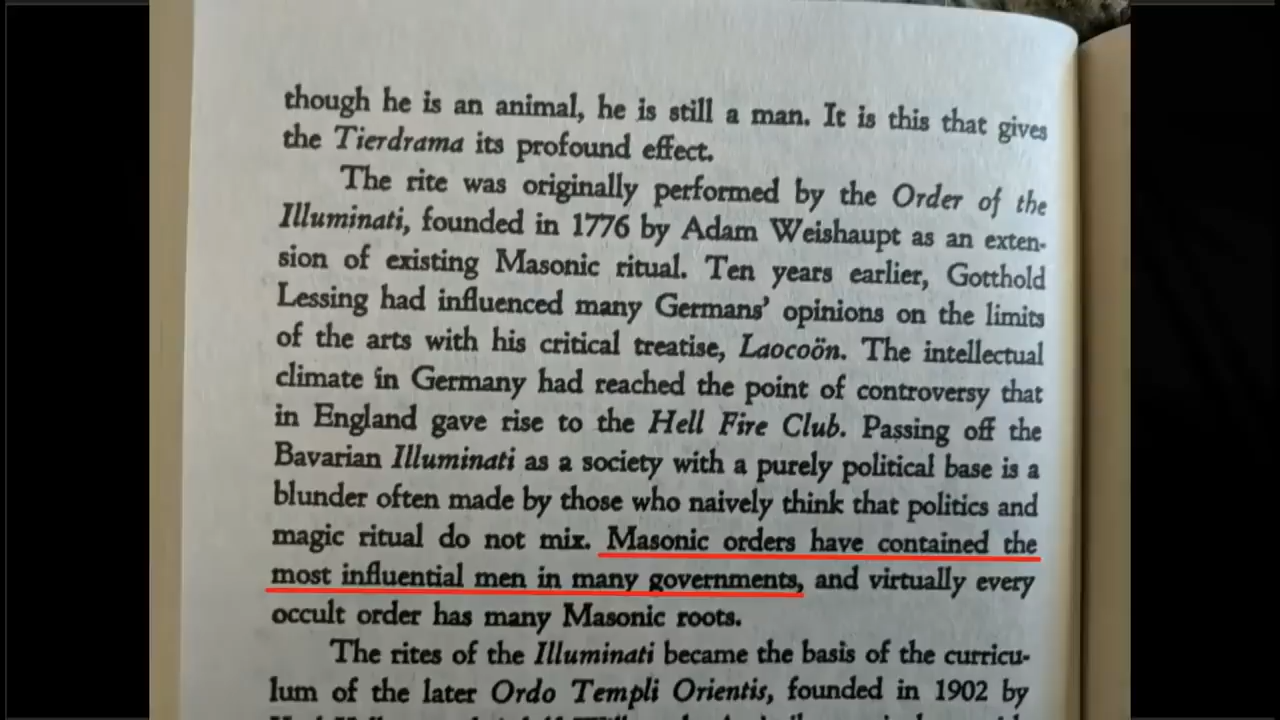 though he is an animal, he is still a man. It is this that gives
the Tierdrama its profound effect.
The rite was originally performed by the Order of the
Illuminati, founded in 1776 by Adam Weishaupt as an exten-
sion of existing Masonic ritual. Ten years earlier, Gotthold
Lessing had influenced many Germans' opinions on the limits
of the arts with his critical treatise, Laocoön. The intellectual
climate in Germany had reached the point of controversy that
in England gave rise to the Hell Fire Club. Passing off the
Bavarian Illuminati as a society with a purely political base is a
blunder often made by those who naively think that politics and
magic ritual do not mix. Masonic orders have contained the
most influential men in many governments, and virtually every
occult order has many Masonic roots.
The rites of the Illuminati became the basis of the curricu-
lum of the later Ordo Templi Orientis, founded in 1902 by